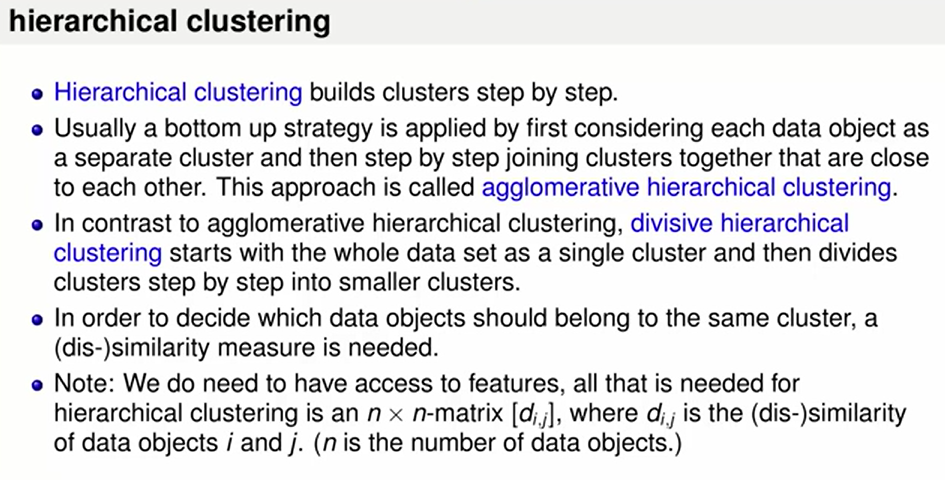 hierarchical clustering
• Hierarchical clustering builds clusters step by step.
• Usually a bottom up strategy is applied by first considering each data object as
a separate cluster and then step by step joining clusters together that are close
to each other. This approach is called agglomerative hierarchical clustering.
• In contrast to agglomerative hierarchical clustering, divisive hierarchical
clustering starts with the whole data set as a single cluster and then divides
clusters step by step into smaller clusters.
• In order to decide which data objects should belong to the same cluster, a
(dis-)similarity measure is needed.
• Note: We do need to have access to features, all that is needed for
hierarchical clustering is an n × n-matrix [d_{i,j}], where d_{i,j} is the (dis-)similarity
of data objects i and j. (n is the number of data objects.)